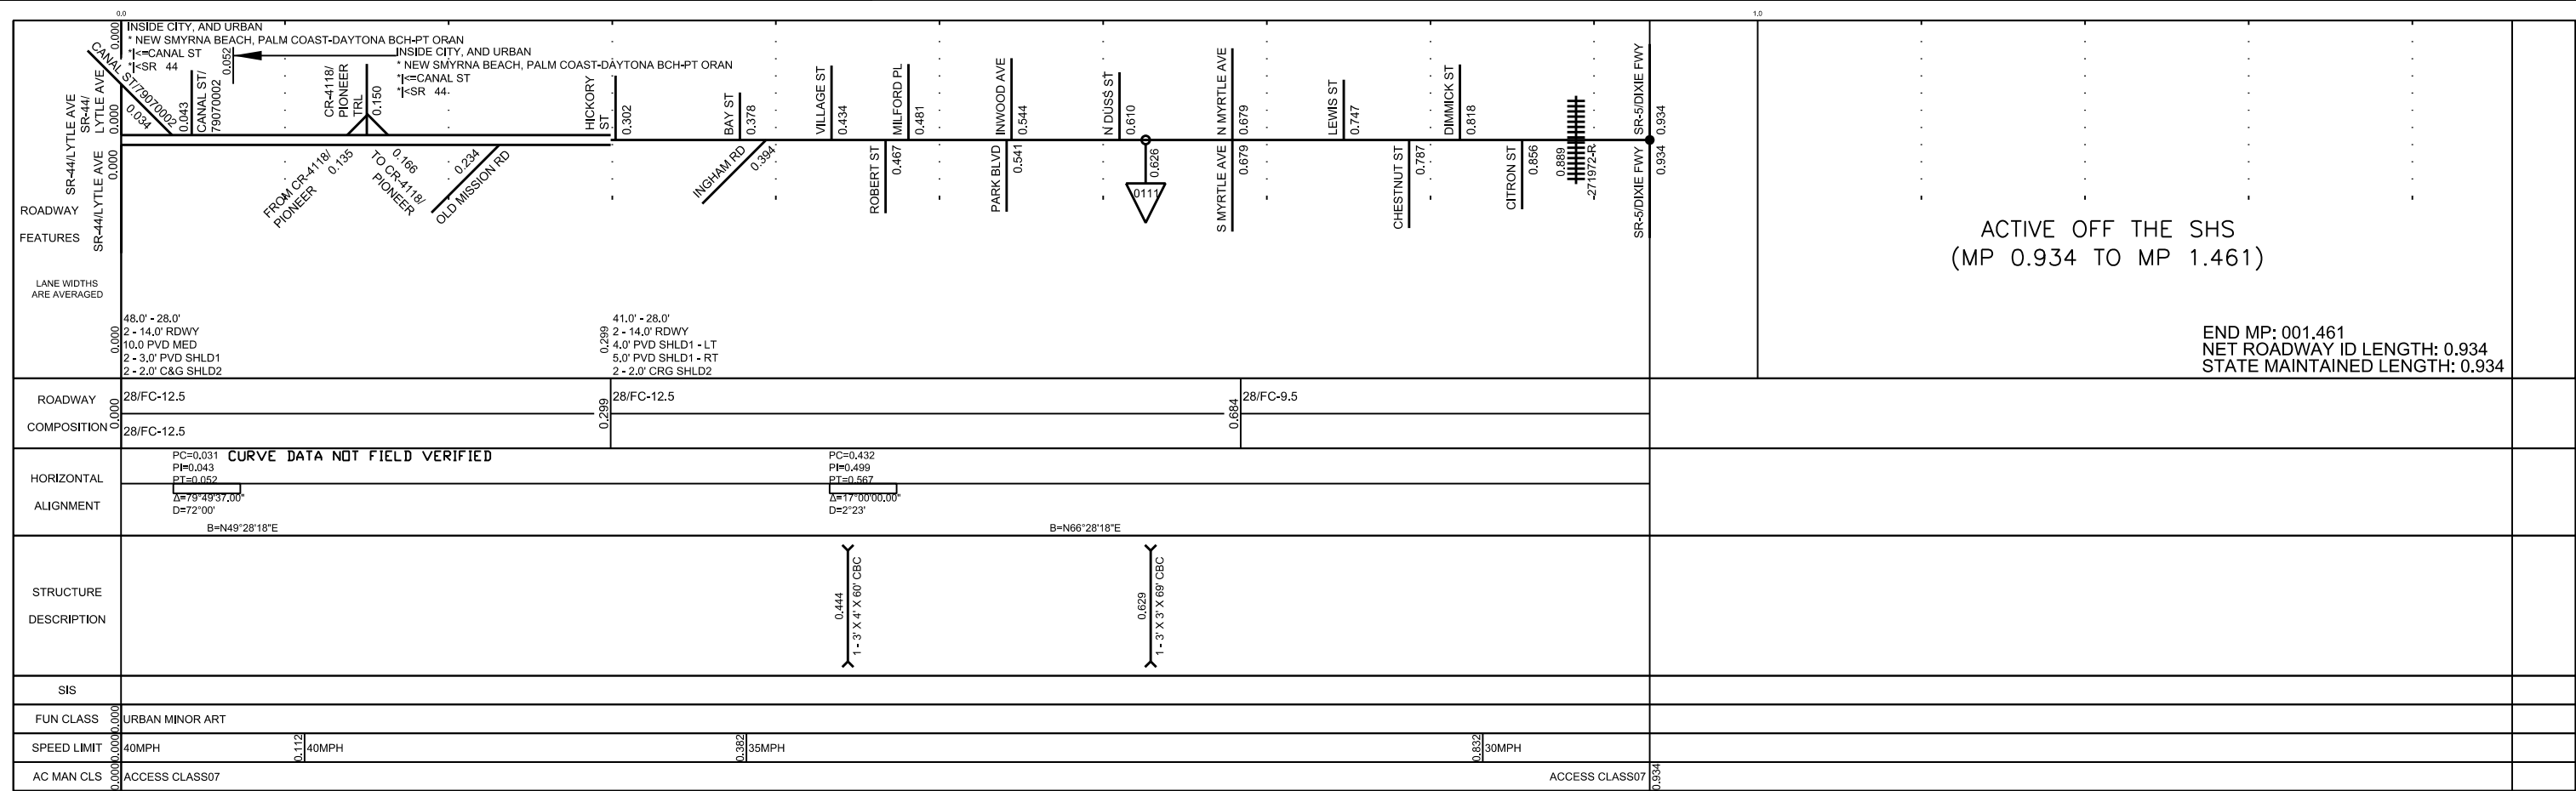 0.0
1.0
INSIDE CITY, AND URBAN
* NEW SMYRNA BEACH, PALM COAST-DAYTONA BCH-PT ORAN
*|<=CANAL ST
*|<SR 44
0.052
INSIDE CITY, AND URBAN
* NEW SMYRNA BEACH, PALM COAST-DAYTONA BCH-PT ORAN
*|<=CANAL ST
*|<SR 44
0.000
CANAL ST/79070002
0.034
0.043
CANAL ST/
79070002
SR-44/
LYTLE AVE
0.000
SR-44/LYTLE AVE
SR-44/LYTLE AVE
0.000
CR-4118/
PIONEER
TRL
0.150
FROM CR-4118/
PIONEER
0.135
0.166
TO CR-4118/
PIONEER
0.234
OLD MISSION RD
HICKORY
ST
0.302
BAY ST
0.378
INGHAM RD
0.394
VILLAGE ST
0.434
ROBERT ST
0.467
MILFORD PL
0.481
PARK BLVD
0.541
INWOOD AVE
0.544
N DUSS ST
0.610
0.626
0111
N MYRTLE AVE
0.679
S MYRTLE AVE
0.679
LEWIS ST
0.747
CHESTNUT ST
0.787
DIMMICK ST
0.818
CITRON ST
0.856
0.889
-271972-R
SR-5/DIXIE FWY
0.934
SR-5/DIXIE FWY
0.934
ROADWAY
FEATURES
ACTIVE OFF THE SHS
(MP 0.934 TO MP 1.461)
LANE WIDTHS
ARE AVERAGED
0.000
48.0' - 28.0'
2 - 14.0' RDWY
10.0 PVD MED
2 - 3.0' PVD SHLD1
2 - 2.0' C&G SHLD2
0.299
41.0' - 28.0'
2 - 14.0' RDWY
4.0' PVD SHLD1 - LT
5.0' PVD SHLD1 - RT
2 - 2.0' CRG SHLD2
END MP: 001.461
NET ROADWAY ID LENGTH: 0.934
STATE MAINTAINED LENGTH: 0.934
ROADWAY
COMPOSITION
0.000
28/FC-12.5
28/FC-12.5
0.299
28/FC-12.5
0.684
28/FC-9.5
HORIZONTAL
ALIGNMENT
PC=0.031
PI=0.043
PT=0.052
Δ=79°49'37.00"
D=72°00'
CURVE DATA NOT FIELD VERIFIED
B=N49°28'18"E
PC=0.432
PI=0.499
PT=0.567
Δ=17°00'00.00"
D=2°23'
B=N66°28'18"E
STRUCTURE
DESCRIPTION
0.444
1 - 3' X 4' X 60' CBC
0.629
1 - 3' X 3' X 69' CBC
SIS
FUN CLASS
0.000
URBAN MINOR ART
SPEED LIMIT
0.000
40MPH
0.112
40MPH
0.382
35MPH
0.832
30MPH
AC MAN CLS
0.000
ACCESS CLASS07
ACCESS CLASS07
0.934